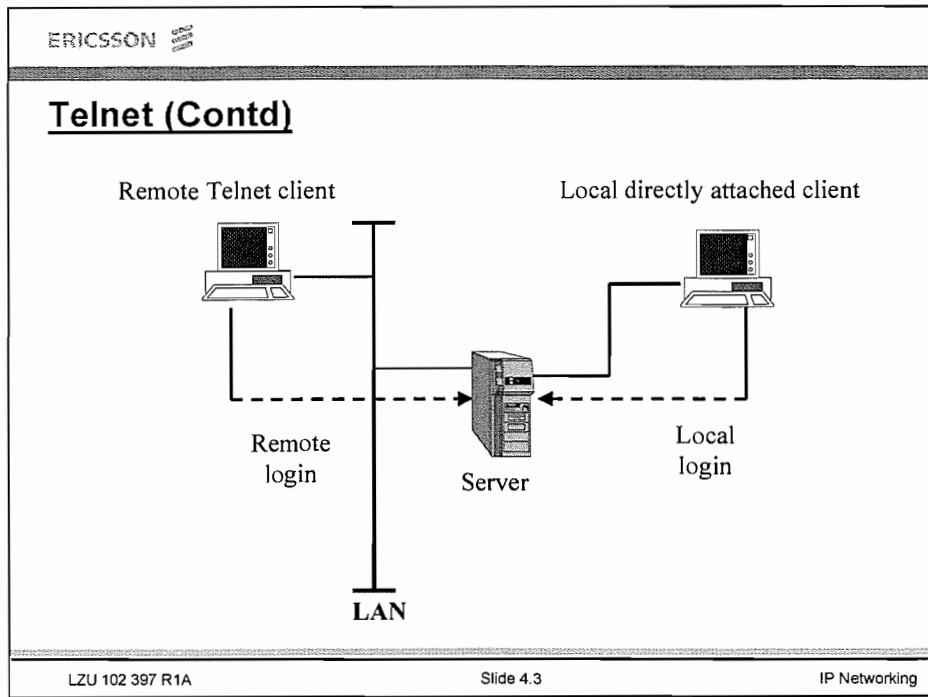 ERICSSON
Telnet (Contd)
Remote Telnet client
Local directly attached client
Remote
login
Server
Local
login
LAN
LZU 102 397 R1A
Slide 4.3
IP Networking